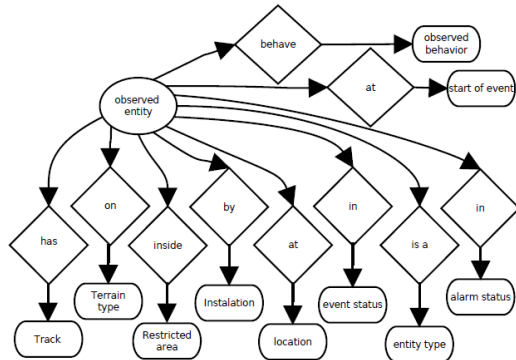 behave
observed
behavior
at
start of event
observed
entity
has
on
inside
by
at
in
is a
in
Track
Terrain
type
Restricted
area
Instalation
location
event status
entity type
alarm status